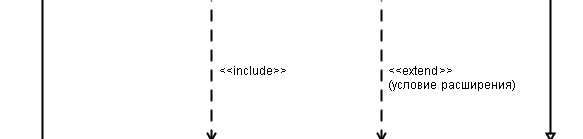 <<include>>
<<extend>>
(условие расширения)